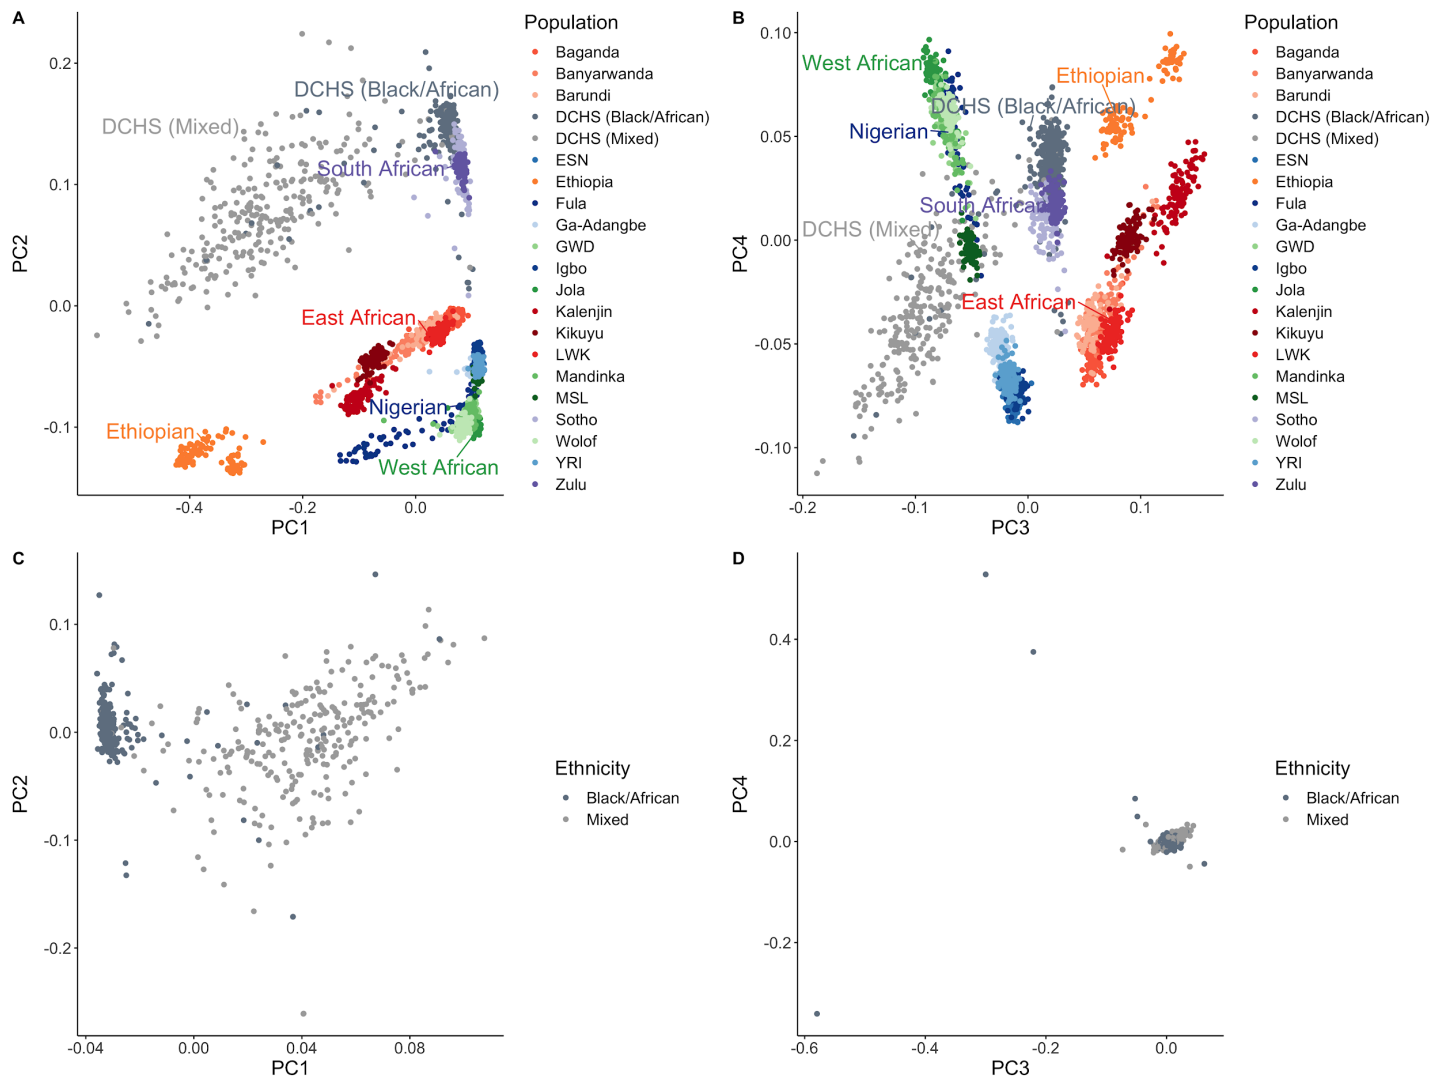 A
0.2
0.1
0.0
-0.1
PC2
-0.4
-0.2
0.0
PC1
DCHS (Black/African)
DCHS (Mixed)
South African
East African
Nigerian
Ethiopian
West African
Population
Baganda
Banyarwanda
Barundi
DCHS (Black/African)
DCHS (Mixed)
ESN
Ethiopia
Fula
Ga-Adangbe
GWD
Igbo
Jola
Kalenjin
Kikuyu
LWK
Mandinka
MSL
Sotho
Wolof
YRI
Zulu
B
0.10
0.05
0.00
-0.05
-0.10
PC4
-0.2
-0.1
0.0
0.1
PC3
West African
Ethiopian
DCHS (Black/African)
Nigerian
South African
DCHS (Mixed)
East African
Population
Baganda
Banyarwanda
Barundi
DCHS (Black/African)
DCHS (Mixed)
ESN
Ethiopia
Fula
Ga-Adangbe
GWD
Igbo
Jola
Kalenjin
Kikuyu
LWK
Mandinka
MSL
Sotho
Wolof
YRI
Zulu
C
0.1
0.0
-0.1
-0.2
PC2
-0.04
0.00
0.04
0.08
PC1
Ethnicity
Black/African
Mixed
D
0.4
0.2
0.0
-0.2
PC4
-0.6
-0.4
-0.2
0.0
PC3
Ethnicity
Black/African
Mixed